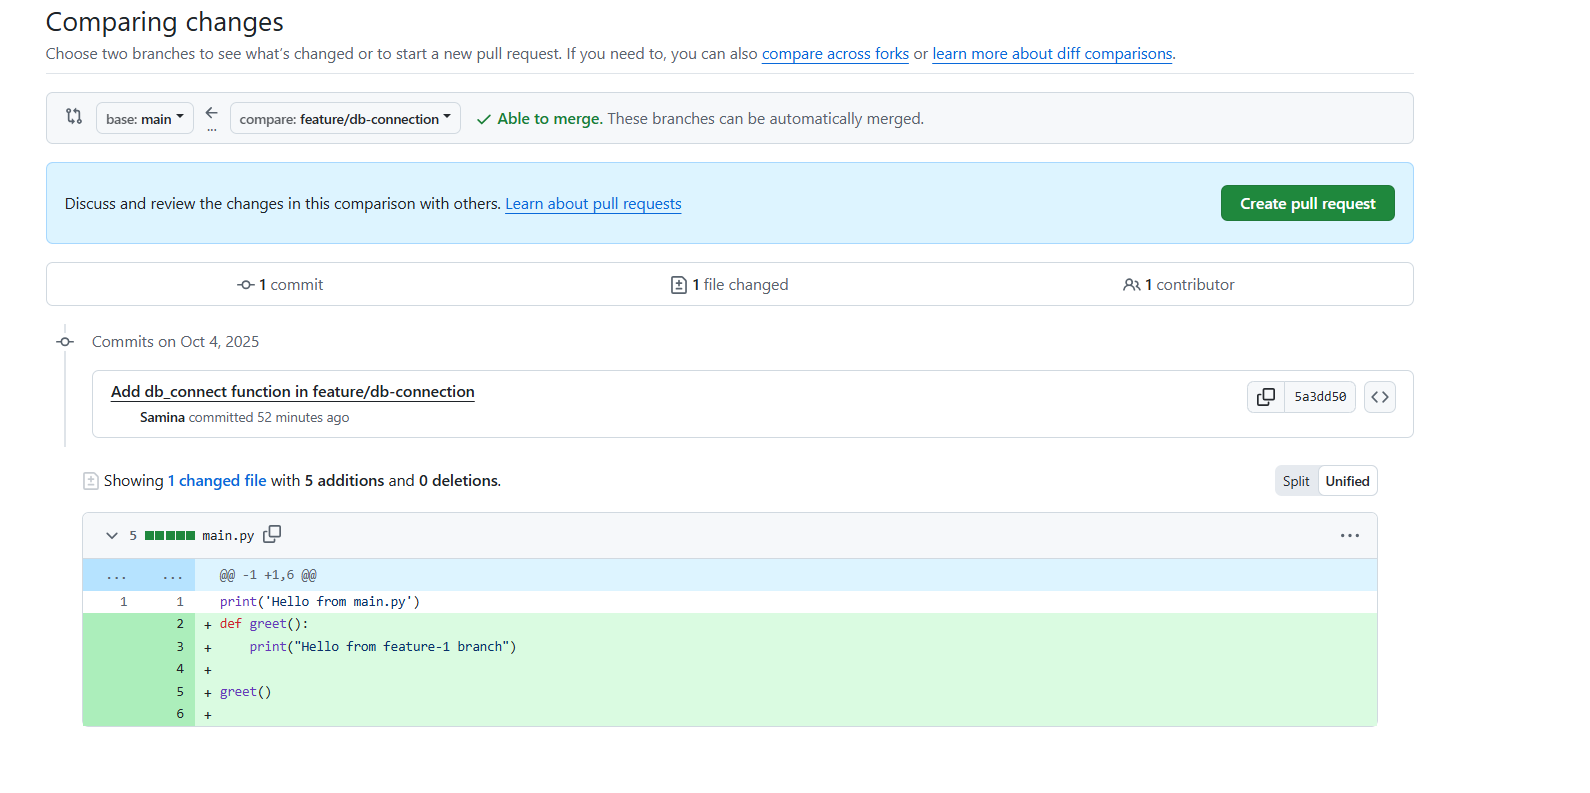 Comparing changes
Choose two branches to see what's changed or to start a new pull request. If you need to, you can also compare across forks or learn more about diff comparisons.
base: main ... compare: feature/db-connection Able to merge. These branches can be automatically merged.
Discuss and review the changes in this comparison with others. Learn about pull requests Create pull request
1 commit 1 file changed 1 contributor
Commits on Oct 4, 2025
Add db_connect function in feature/db-connection
5a3dd50
Samina committed 52 minutes ago
Showing 1 changed file with 5 additions and 0 deletions. Split Unified
5 main.py ...
... ... @@ -1 +1,6 @@
1 1 print('Hello from main.py')
2 + def greet():
3 +     print("Hello from feature-1 branch")
4 +
5 + greet()
6 +